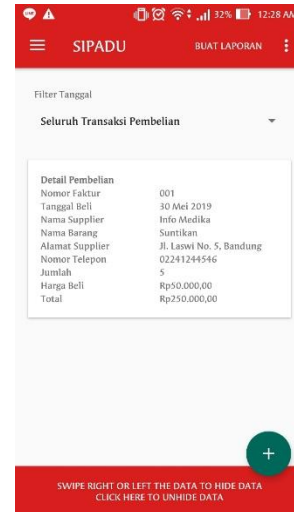 32% 12:28 AM
SIPADU BUAT LAPORAN
Filter Tanggal
Seluruh Transaksi Pembelian
Detail Pembelian
Nomor Faktur 001
Tanggal Beli 30 Mei 2019
Nama Supplier Info Medika
Nama Barang Suntikan
Alamat Supplier Jl. Laswi No. 5, Bandung
Nomor Telepon 02241244546
Jumlah 5
Harga Beli Rp50.000,00
Total Rp250.000,00
+
SWIPE RIGHT OR LEFT THE DATA TO HIDE DATA
CLICK HERE TO UNHIDE DATA